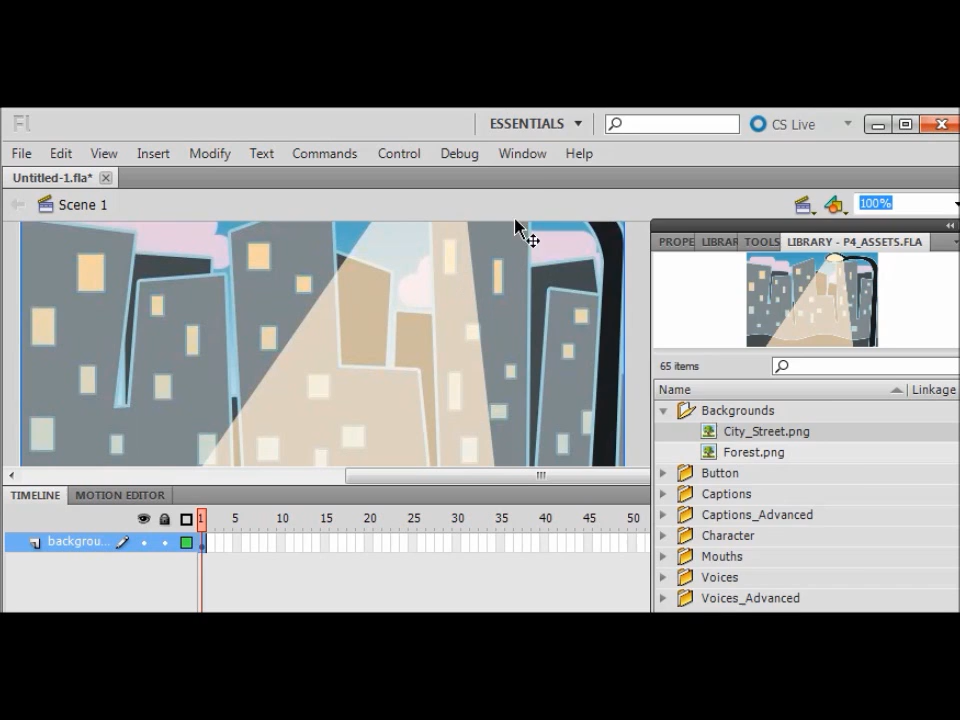 Fl ESSENTIALS CS Live
File Edit View Insert Modify Text Commands Control Debug Window Help
Untitled-1.fla*
Scene 1 100%
PROPE LIBRAR TOOLS LIBRARY - P4_ASSETS.FLA
65 items
Name Linkage
Backgrounds
City_Street.png
Forest.png
Button
Captions
Captions_Advanced
Character
Mouths
Voices
Voices_Advanced
TIMELINE MOTION EDITOR
1 5 10 15 20 25 30 35 40 45 50
backgrou...